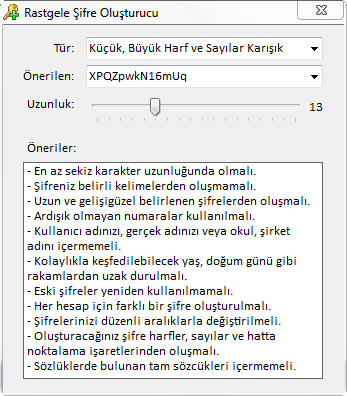 Rastgele Şifre Oluşturucu
Tür: Küçük, Büyük Harf ve Sayılar Karışık
Önerilen: XPQZpwkN16mUq
Uzunluk: 13
Öneriler:
- En az sekiz karakter uzunluğunda olmalı.
- Şifreniz belirli kelimelerden oluşmamalı.
- Uzun ve gelişigüzel belirlenen şifrelerden oluşmalı.
- Ardışık olmayan numaralar kullanılmalı.
- Kullanıcı adınızı, gerçek adınızı veya okul, şirket
adını içermemeli.
- Kolaylıkla keşfedilebilecek yaş, doğum günü gibi
rakamlardan uzak durulmalı.
- Eski şifreler yeniden kullanılmamalı.
- Her hesap için farklı bir şifre oluşturulmalı.
- Şifrelerinizi düzenli aralıklarla değiştirilmeli.
- Oluşturacağınız şifre harfler, sayılar ve hatta
noktalama işaretlerinden oluşmalı.
- Sözlüklerde bulunan tam sözcükleri içermemeli.